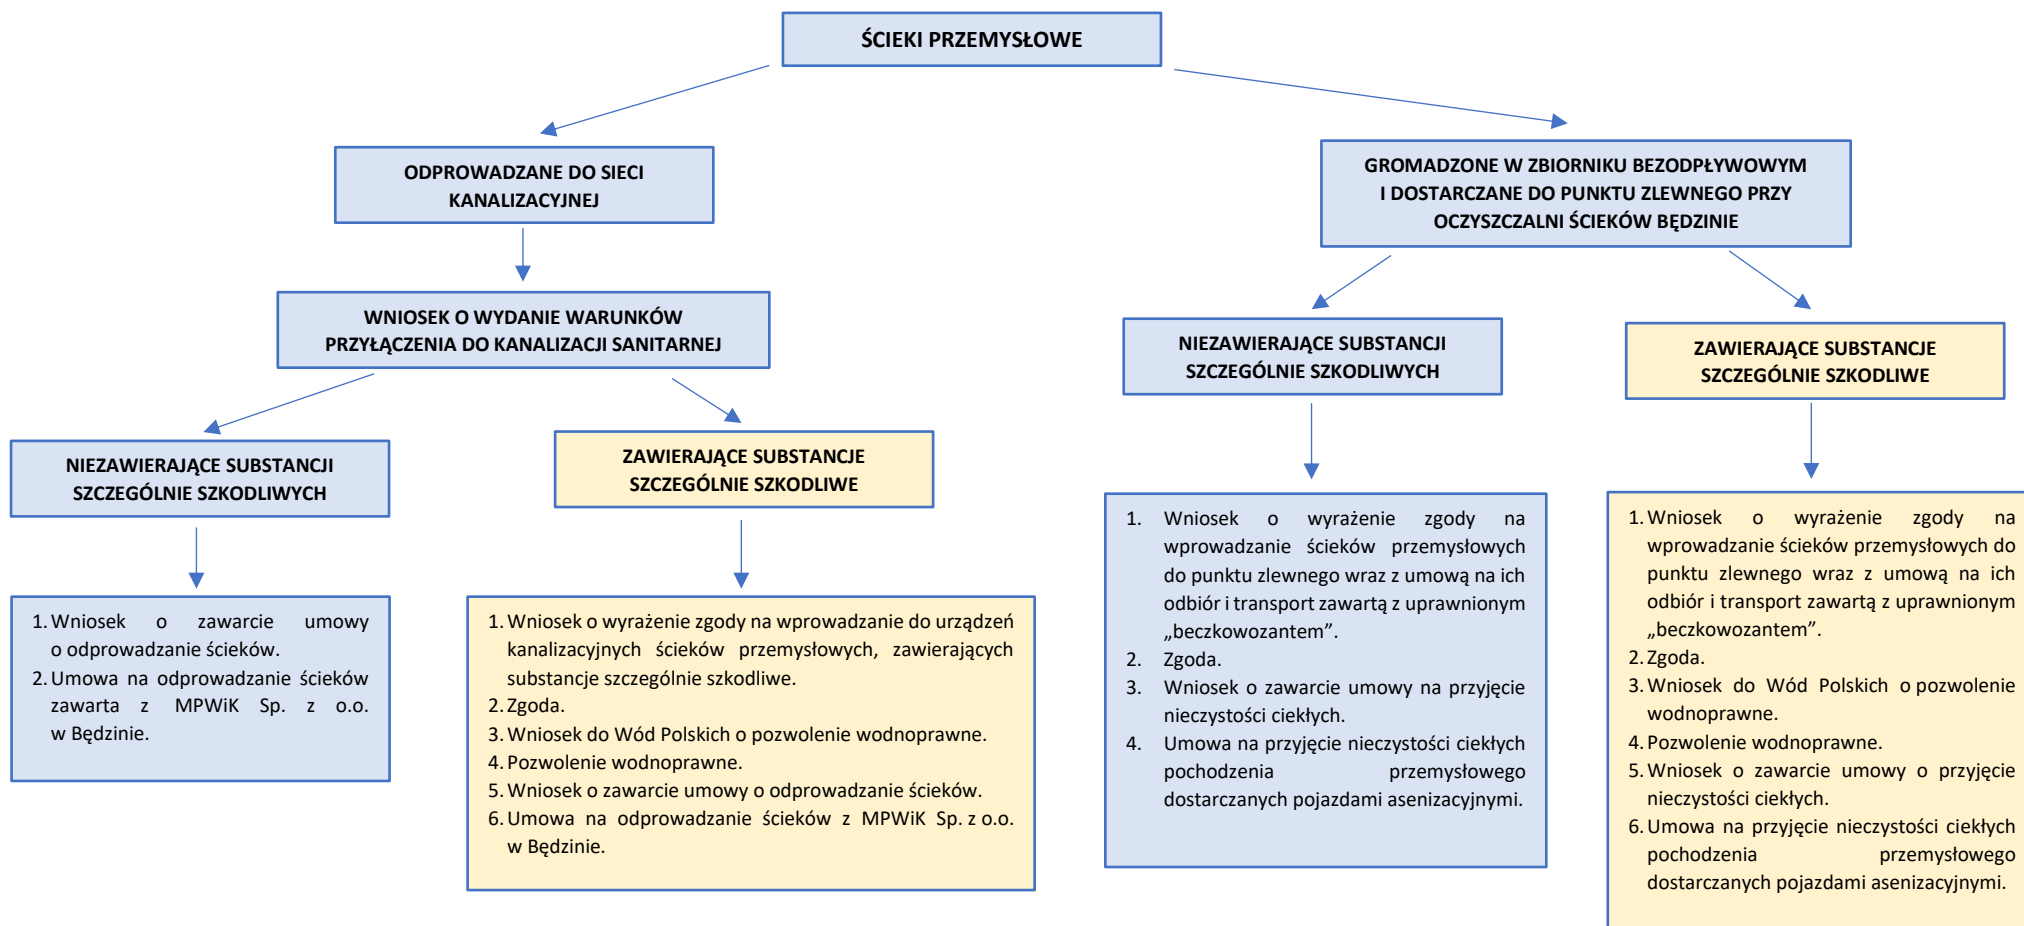 ŚCIEKI PRZEMYSŁOWE
ODPROWADZANE DO SIECI
KANALIZACYJNEJ
GROMADZONE W ZBIORNIKU BEZODPŁYWOWYM
I DOSTARCZANE DO PUNKTU ZLEWNEGO PRZY
OCZYSZCZALNI ŚCIEKÓW BĘDZINIE
WNIOSEK O WYDANIE WARUNKÓW
PRZYŁĄCZENIA DO KANALIZACJI SANITARNEJ
NIEZAWIERAJĄCE SUBSTANCJI
SZCZEGÓLNIE SZKODLIWYCH
ZAWIERAJĄCE SUBSTANCJE
SZCZEGÓLNIE SZKODLIWE
NIEZAWIERAJĄCE SUBSTANCJI
SZCZEGÓLNIE SZKODLIWYCH
ZAWIERAJĄCE SUBSTANCJE
SZCZEGÓLNIE SZKODLIWE
1. Wniosek o zawarcie umowy
o odprowadzanie ścieków.
2. Umowa na odprowadzanie ścieków
zawarta z MPWiK Sp. z o.o.
w Będzinie.
1. Wniosek o wyrażenie zgody na wprowadzanie do urządzeń
kanalizacyjnych ścieków przemysłowych, zawierających
substancje szczególnie szkodliwe.
2. Zgoda.
3. Wniosek do Wód Polskich o pozwolenie wodnoprawne.
4. Pozwolenie wodnoprawne.
5. Wniosek o zawarcie umowy o odprowadzanie ścieków.
6. Umowa na odprowadzanie ścieków z MPWiK Sp. z o.o.
w Będzinie.
1. Wniosek o wyrażenie zgody na
wprowadzanie ścieków przemysłowych
do punktu zlewnego wraz z umową na ich
odbiór i transport zawartą z uprawnionym
„beczkowozantem”.
2. Zgoda.
3. Wniosek o zawarcie umowy na przyjęcie
nieczystości ciekłych.
4. Umowa na przyjęcie nieczystości ciekłych
pochodzenia przemysłowego
dostarczanych pojazdami asenizacyjnymi.
1. Wniosek o wyrażenie zgody na
wprowadzanie ścieków przemysłowych do
punktu zlewnego wraz z umową na ich
odbiór i transport zawartą z uprawnionym
„beczkowozantem”.
2. Zgoda.
3. Wniosek do Wód Polskich o pozwolenie
wodnoprawne.
4. Pozwolenie wodnoprawne.
5. Wniosek o zawarcie umowy o przyjęcie
nieczystości ciekłych.
6. Umowa na przyjęcie nieczystości ciekłych
pochodzenia przemysłowego
dostarczanych pojazdami asenizacyjnymi.